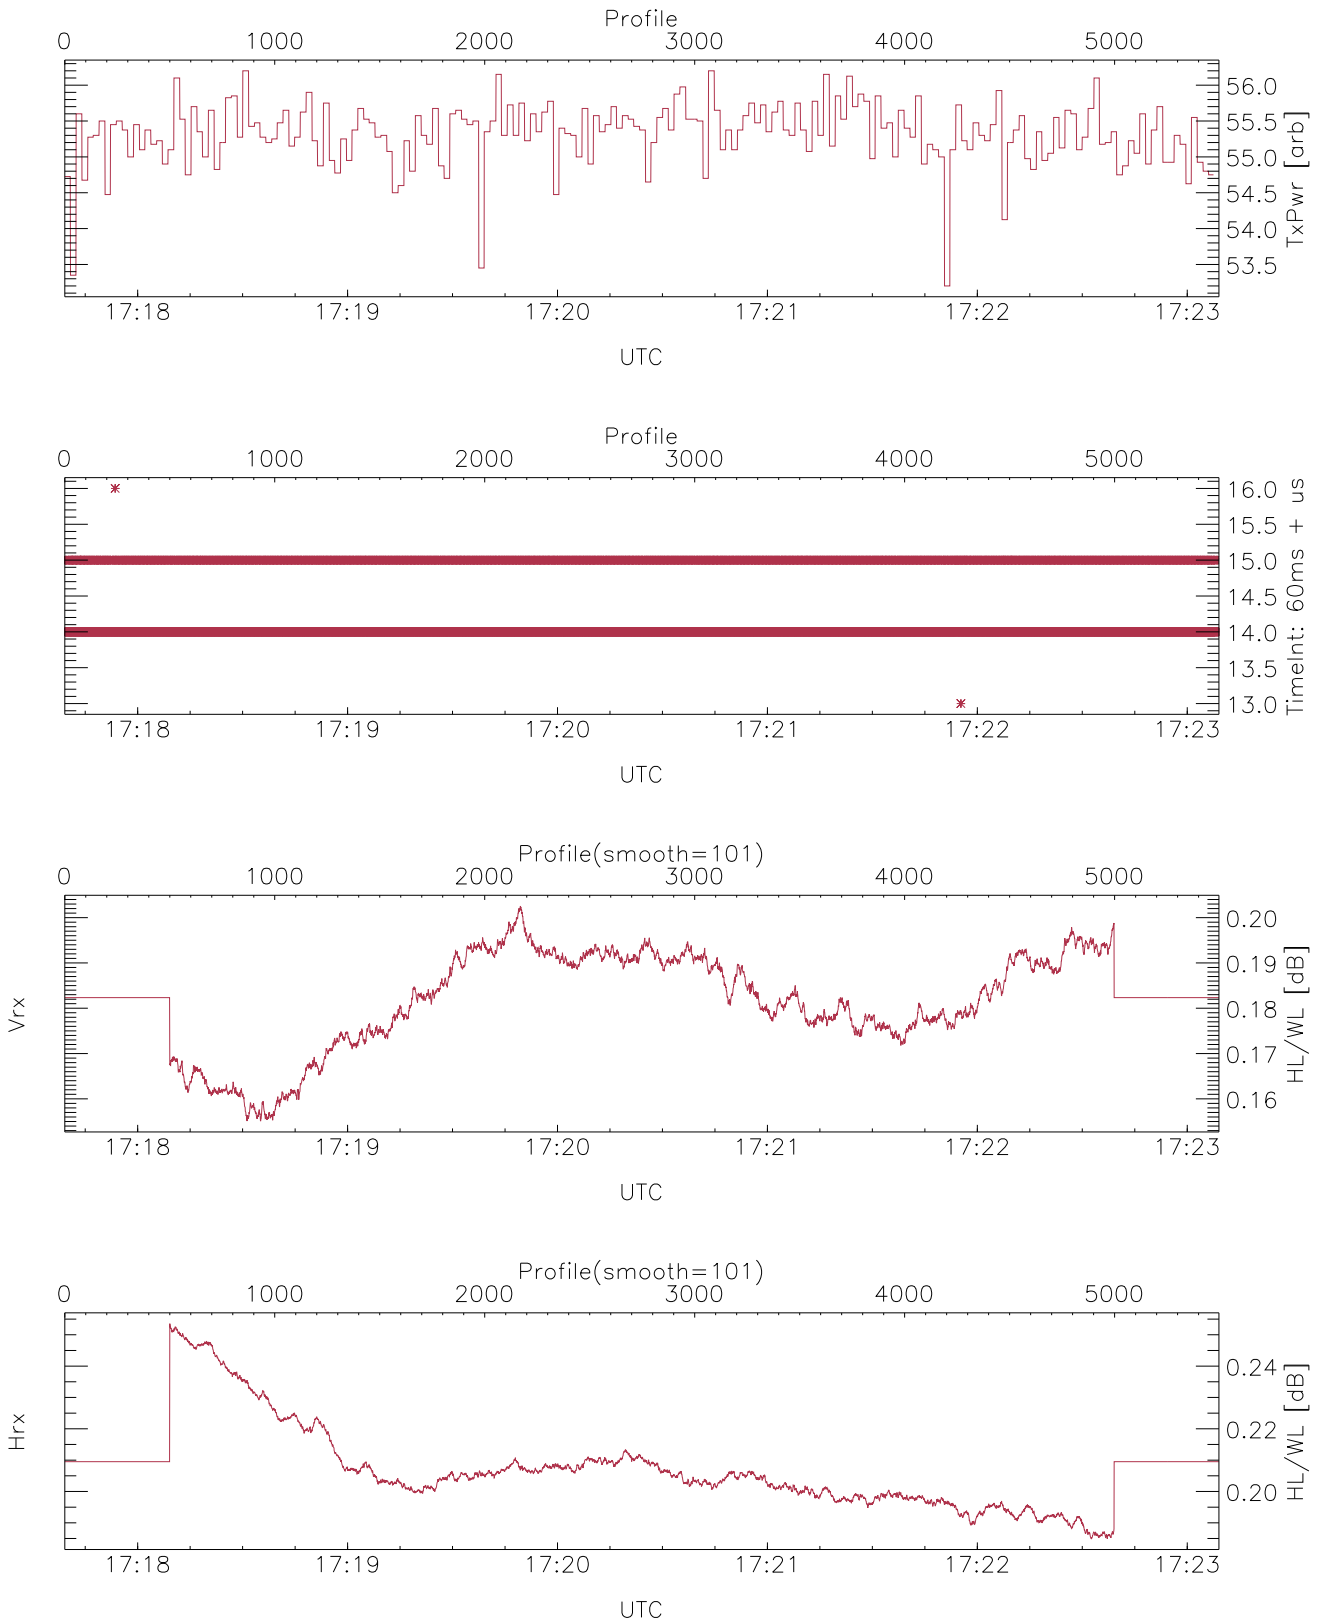 Profile
0 1000 2000 3000 4000 5000
56.0
55.5
55.0
54.5
54.0
53.5
TxPwr [arb]
17:18 17:19 17:20 17:21 17:22 17:23
UTC
Profile
0 1000 2000 3000 4000 5000
16.0
15.5
15.0
14.5
14.0
13.5
13.0
TimeInt: 60ms + us
17:18 17:19 17:20 17:21 17:22 17:23
UTC
Profile(smooth=101)
0 1000 2000 3000 4000 5000
Vrx
0.20
0.19
0.18
0.17
0.16
HL/WL [dB]
17:18 17:19 17:20 17:21 17:22 17:23
UTC
Profile(smooth=101)
0 1000 2000 3000 4000 5000
Hrx
0.24
0.22
0.20
HL/WL [dB]
17:18 17:19 17:20 17:21 17:22 17:23
UTC